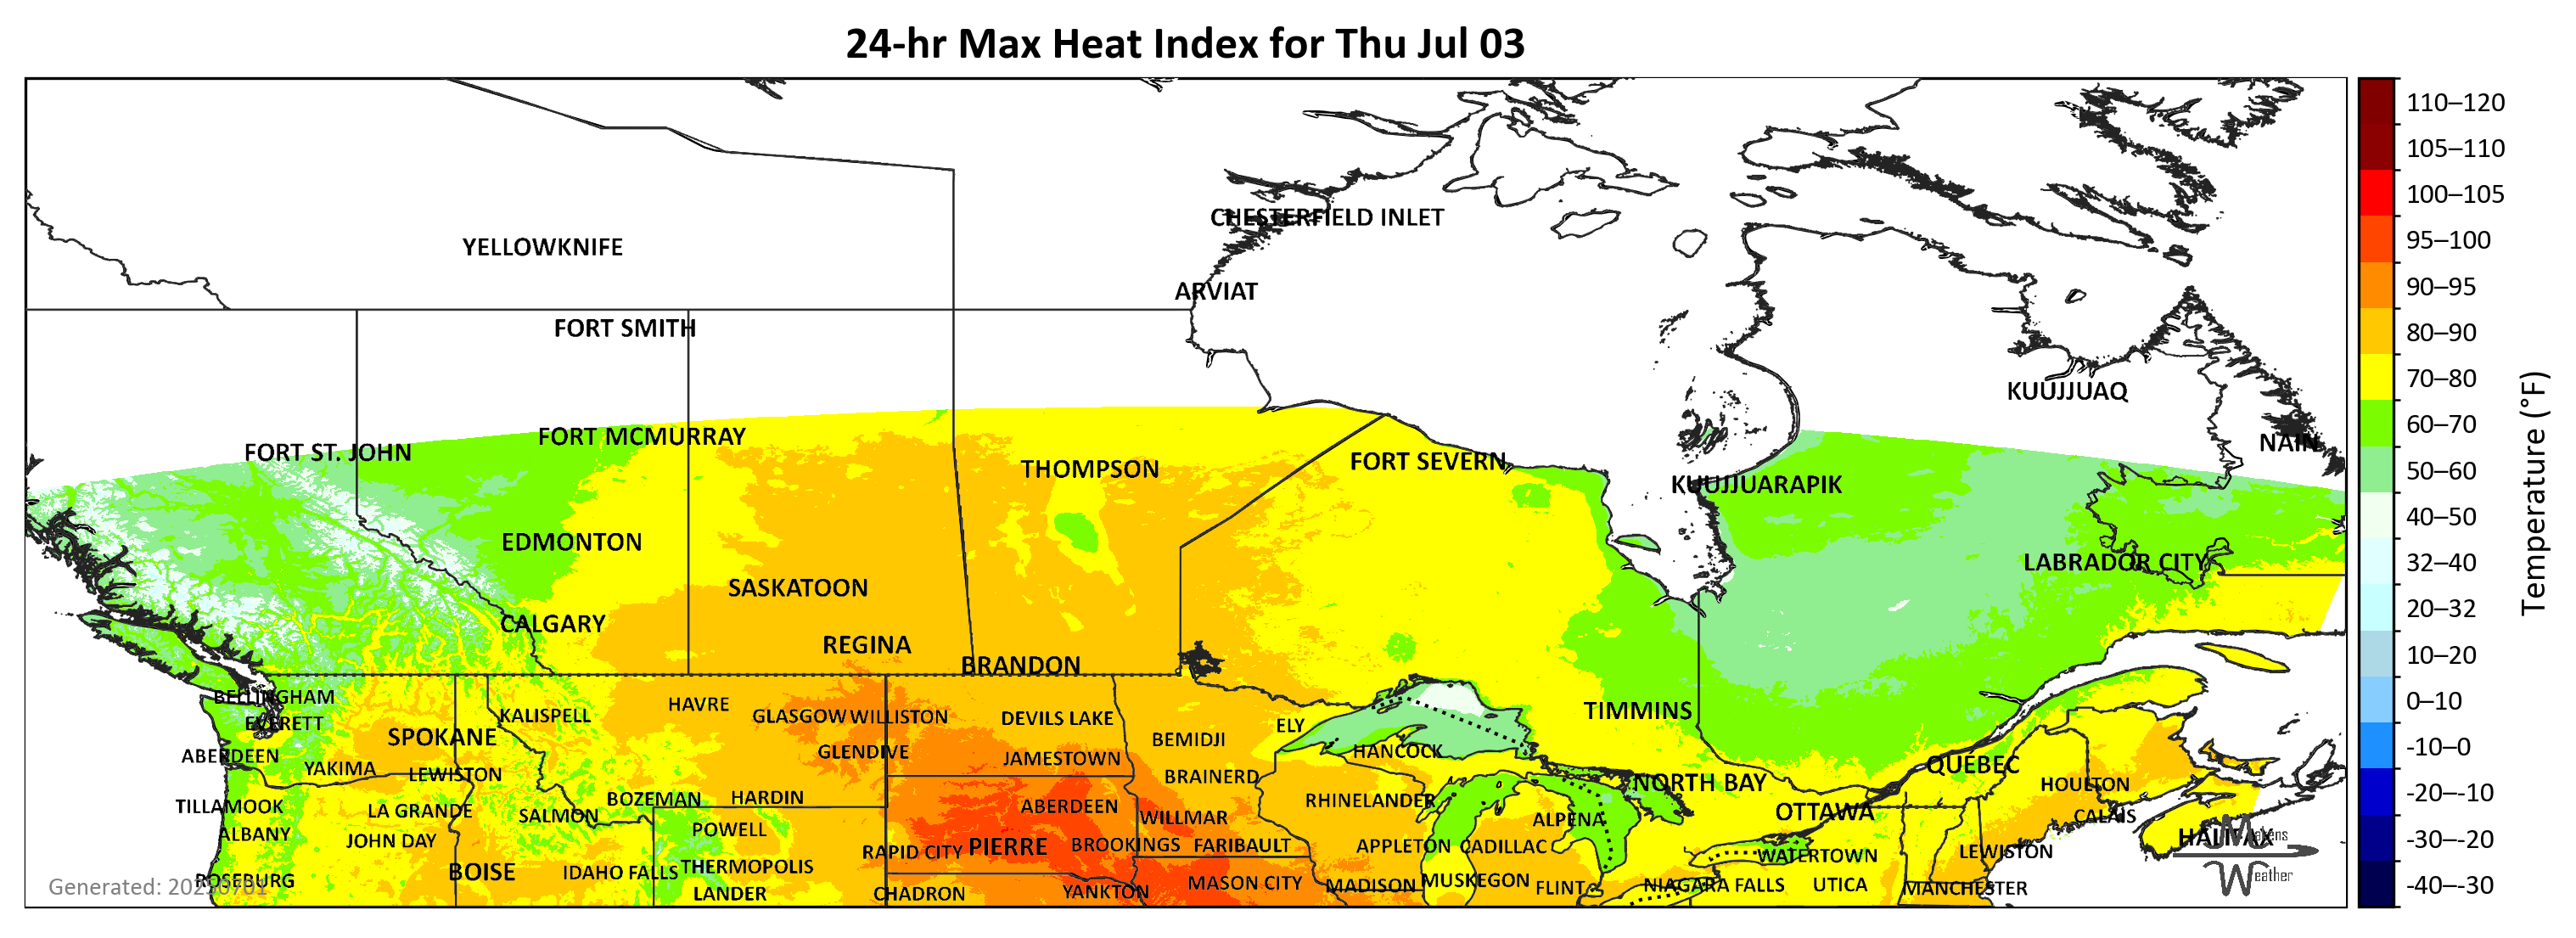 24-hr Max Heat Index for Thu Jul 03
CHESTERFIELD INLET
YELLOWKNIFE
ARVIAT
FORT SMITH
KUUJJUAQ
FORT MCMURRAY
NAIN
FORT ST. JOHN
FORT SEVERN
THOMPSON
KUUJJUARAPIK
EDMONTON
LABRADOR CITY
SASKATOON
CALGARY
REGINA
BRANDON
BELLINGHAM
HAVRE
TIMMINS
KALISPELL
GLASGOW WILLISTON
DEVILS LAKE
EVERETT
ELY
SPOKANE
BEMIDJI
GLENDIVE
HANCOCK
ABERDEEN
JAMESTOWN
QUÉBEC
YAKIMA
LEWISTON
BRAINERD
NORTH BAY
HOULTON
BOZEMAN
HARDIN
RHINELANDER
TILLAMOOK
ABERDEEN
LA GRANDE
SALMON
WILLMAR
ALPENA
OTTAWA
CALAIS
POWELL
ALBANY
HALIFAX
JOHN DAY
PIERRE
BROOKINGS
FARIBAULT
APPLETON
CADILLAC
RAPID CITY
LEWISTON
WATERTOWN
THERMOPOLIS
BOISE
IDAHO FALLS
ROSEBURG
MUSKEGON
MASON CITY
MADISON
FLINT
NIAGARA FALLS
UTICA
MANCHESTER
YANKTON
LANDER
CHADRON
Generated: 20250701
Makens
Weather
110–120
105–110
100–105
95–100
90–95
80–90
70–80
60–70
50–60
40–50
32–40
20–32
10–20
0–10
-10–0
-20–-10
-30–-20
-40–-30
Temperature (°F)